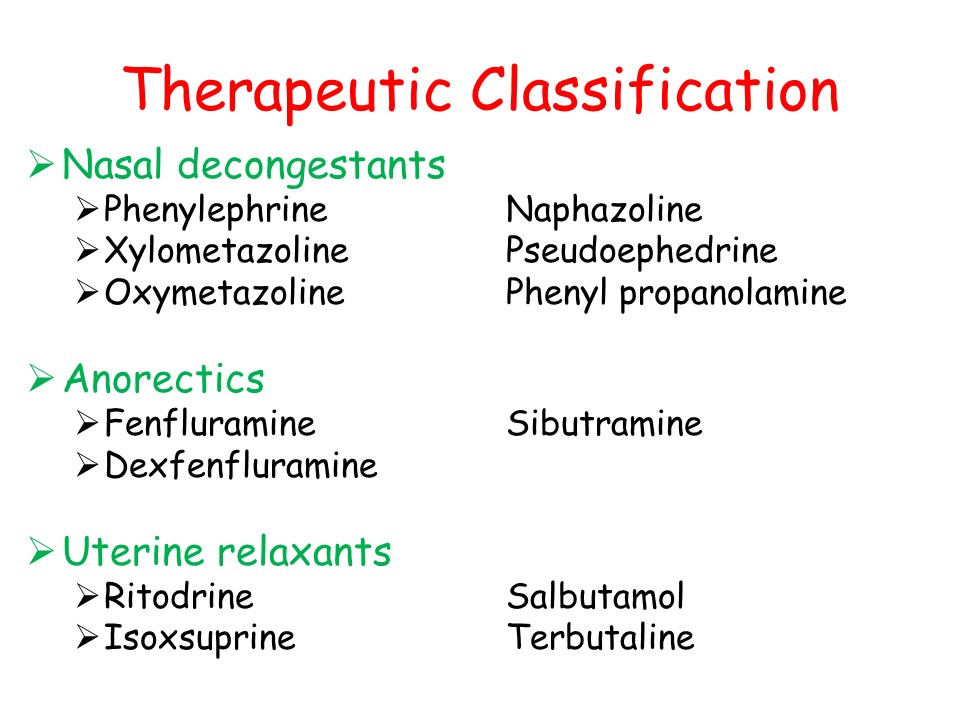 Therapeutic Classification
➢Nasal decongestants
➢Phenylephrine Naphazoline
➢Xylometazoline Pseudoephedrine
➢Oxymetazoline Phenyl propanolamine
➢Anorectics
➢Fenfluramine Sibutramine
➢Dexfenfluramine
➢Uterine relaxants
➢Ritodrine Salbutamol
➢Isoxsuprine Terbutaline